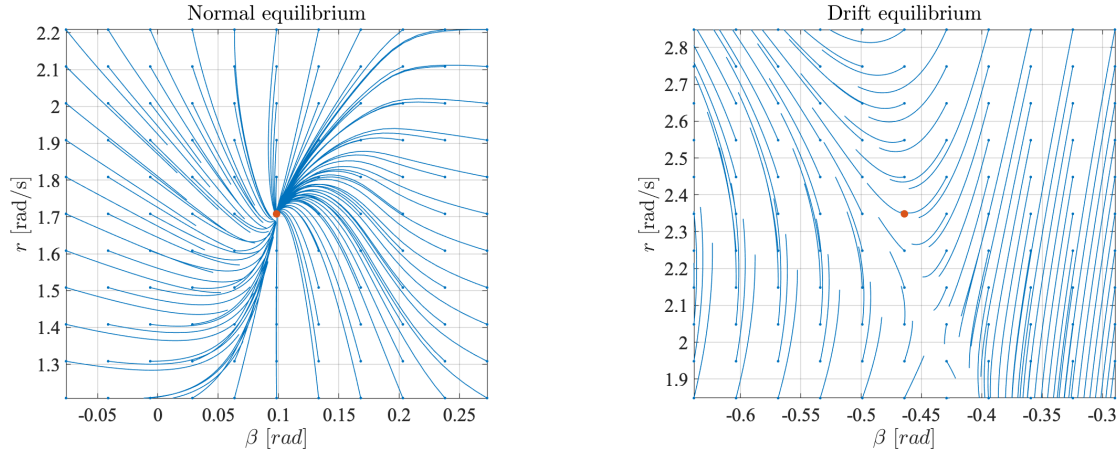 Normal equilibrium
2.2
2.1
2
1.9
1.8
1.7
1.6
1.5
1.4
1.3
r [rad/s]
-0.05 0 0.05 0.1 0.15 0.2 0.25
β [rad]
Drift equilibrium
2.8
2.7
2.6
2.5
2.4
2.3
2.2
2.1
2
1.9
r [rad/s]
-0.6 -0.55 -0.5 -0.45 -0.4 -0.35 -0.3
β [rad]